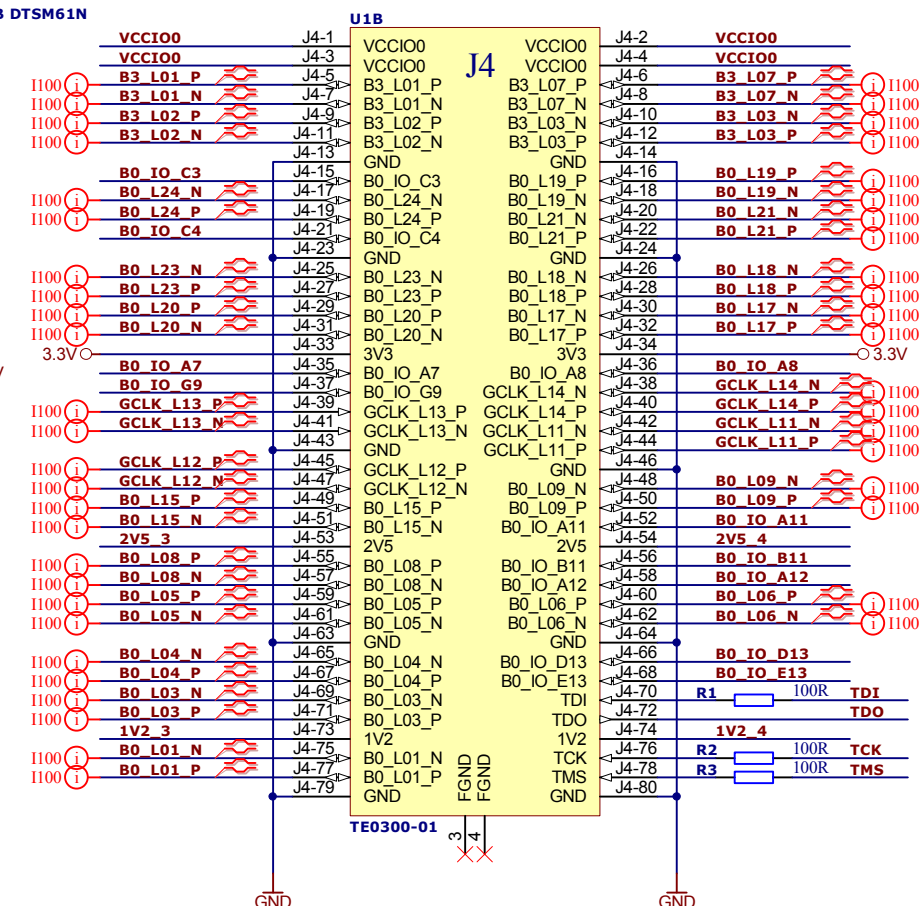 B DTSM61N
U1B
J4
VCCIO0 J4-1 VCCIO0 VCCIO0 J4-2 VCCIO0
VCCIO0 J4-3 VCCIO0 VCCIO0 J4-4 VCCIO0
I100 i B3_L01_P J4-5 B3_L01_P B3_L07_P J4-6 B3_L07_P i I100
I100 i B3_L01_N J4-7 B3_L01_N B3_L07_N J4-8 B3_L07_N i I100
I100 i B3_L02_P J4-9 B3_L02_P B3_L03_N J4-10 B3_L03_N i I100
I100 i B3_L02_N J4-11 B3_L02_N B3_L03_P J4-12 B3_L03_P i I100
J4-13 GND GND J4-14
B0_IO_C3 J4-15 B0_IO_C3 B0_L19_P J4-16 B0_L19_P i I100
I100 i B0_L24_N J4-17 B0_L24_N B0_L19_N J4-18 B0_L19_N i I100
I100 i B0_L24_P J4-19 B0_L24_P B0_L21_N J4-20 B0_L21_N i I100
B0_IO_C4 J4-21 B0_IO_C4 B0_L21_P J4-22 B0_L21_P i I100
J4-23 GND GND J4-24
I100 i B0_L23_N J4-25 B0_L23_N B0_L18_N J4-26 B0_L18_N i I100
I100 i B0_L23_P J4-27 B0_L23_P B0_L18_P J4-28 B0_L18_P i I100
I100 i B0_L20_P J4-29 B0_L20_P B0_L17_N J4-30 B0_L17_N i I100
I100 i B0_L20_N J4-31 B0_L20_N B0_L17_P J4-32 B0_L17_P i I100
3.3V J4-33 3V3 3V3 J4-34 3.3V
B0_IO_A7 J4-35 B0_IO_A7 B0_IO_A8 J4-36 B0_IO_A8
B0_IO_G9 J4-37 B0_IO_G9 GCLK_L14_N J4-38 GCLK_L14_N i I100
I100 i GCLK_L13_P J4-39 GCLK_L13_P GCLK_L14_P J4-40 GCLK_L14_P i I100
I100 i GCLK_L13_N J4-41 GCLK_L13_N GCLK_L11_N J4-42 GCLK_L11_N i I100
J4-43 GND GCLK_L11_P J4-44 GCLK_L11_P i I100
I100 i GCLK_L12_P J4-45 GCLK_L12_P GND J4-46
I100 i GCLK_L12_N J4-47 GCLK_L12_N B0_L09_N J4-48 B0_L09_N i I100
I100 i B0_L15_P J4-49 B0_L15_P B0_L09_P J4-50 B0_L09_P i I100
I100 i B0_L15_N J4-51 B0_L15_N B0_IO_A11 J4-52 B0_IO_A11
2V5_3 J4-53 2V5 2V5 J4-54 2V5_4
I100 i B0_L08_P J4-55 B0_L08_P B0_IO_B11 J4-56 B0_IO_B11
I100 i B0_L08_N J4-57 B0_L08_N B0_IO_A12 J4-58 B0_IO_A12
I100 i B0_L05_P J4-59 B0_L05_P B0_L06_P J4-60 B0_L06_P i I100
I100 i B0_L05_N J4-61 B0_L05_N B0_L06_N J4-62 B0_L06_N i I100
J4-63 GND GND J4-64
I100 i B0_L04_N J4-65 B0_L04_N B0_IO_D13 J4-66 B0_IO_D13
I100 i B0_L04_P J4-67 B0_L04_P B0_IO_E13 J4-68 B0_IO_E13
I100 i B0_L03_N J4-69 B0_L03_N TDI J4-70 R1 100R TDI
I100 i B0_L03_P J4-71 B0_L03_P TDO J4-72 TDO
1V2_3 J4-73 1V2 1V2 J4-74 1V2_4
I100 i B0_L01_N J4-75 B0_L01_N TCK J4-76 R2 100R TCK
I100 i B0_L01_P J4-77 B0_L01_P TMS J4-78 R3 100R TMS
J4-79 GND FGND FGND GND J4-80
TE0300-01 3 4
GND GND